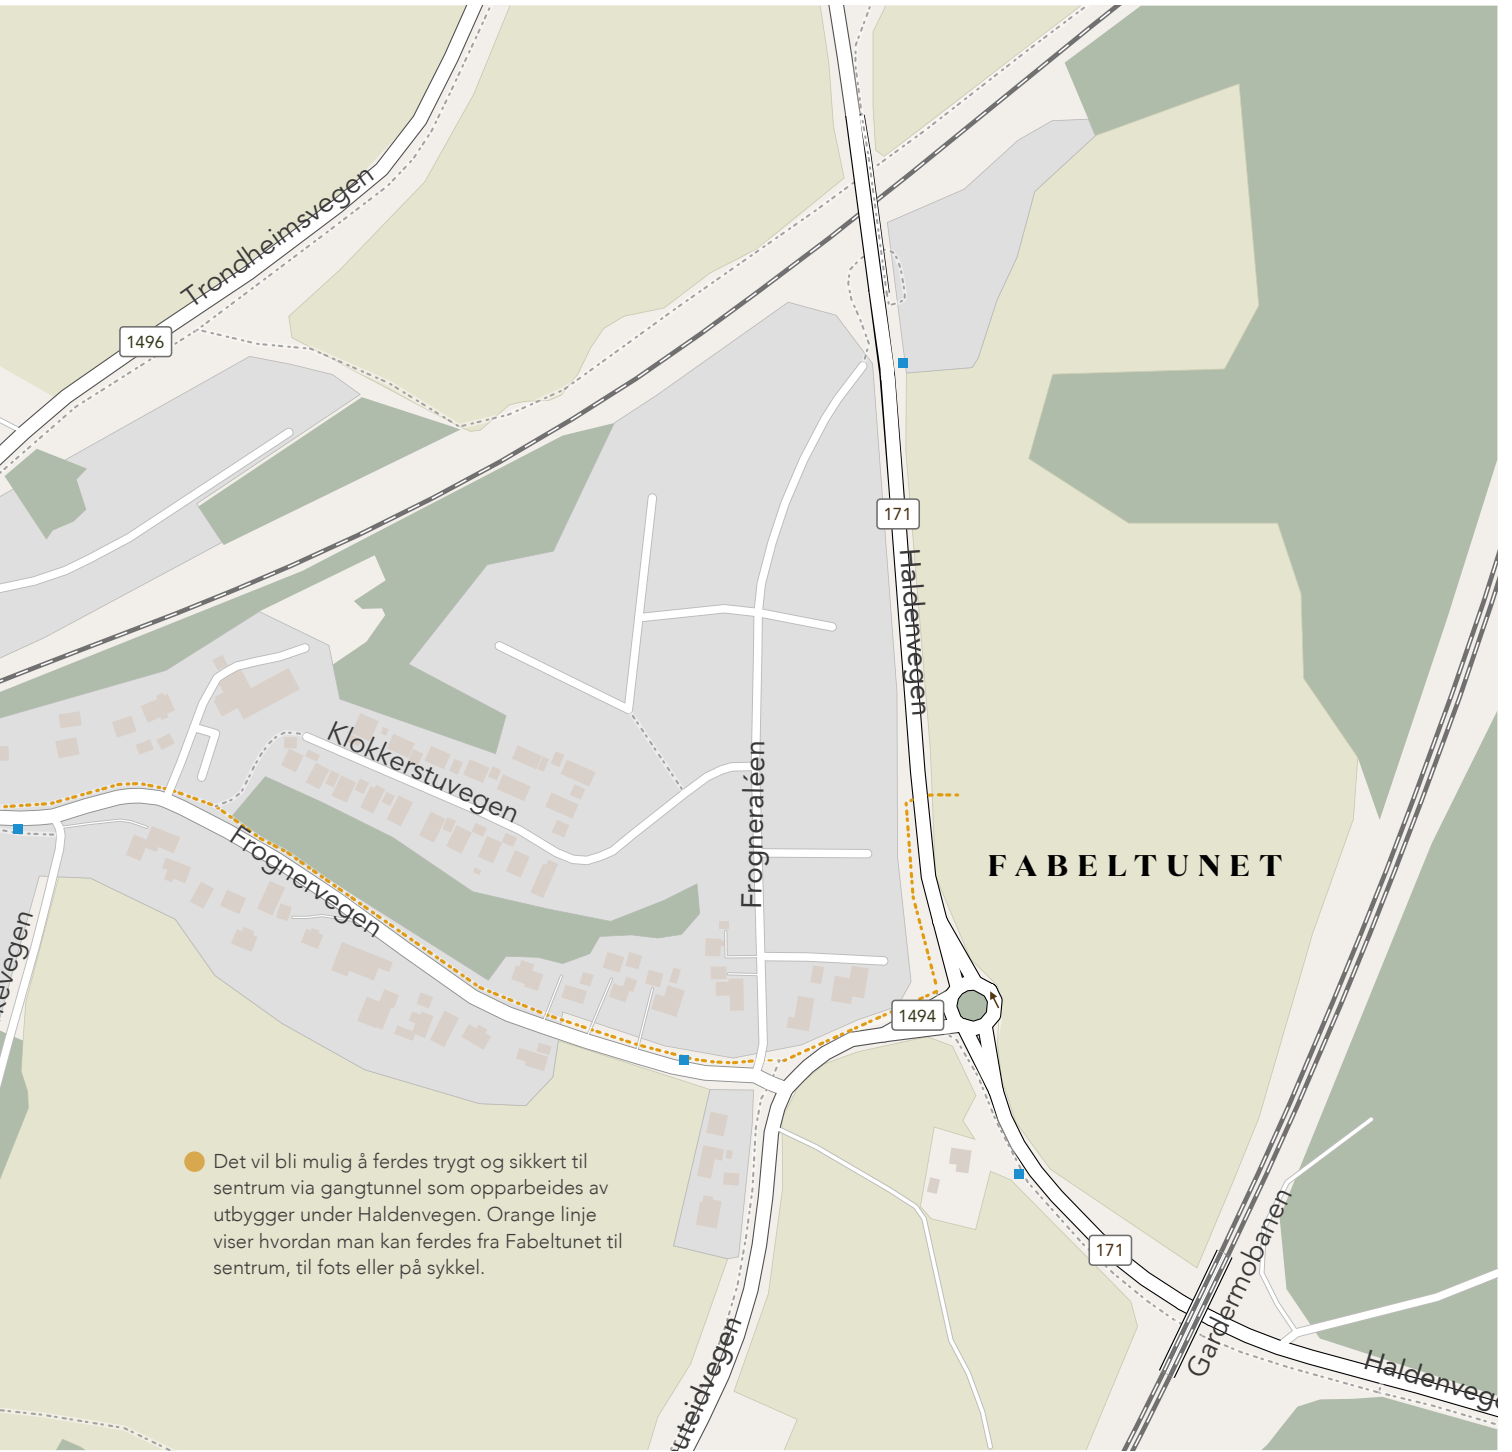 Trondheimsvegen
1496
171
Haldenvegen
Klokkerstuvegen
Frogneraléen
FABELTUNET
Frognervegen
1494
Det vil bli mulig å ferdes trygt og sikkert til
sentrum via gangtunnel som opparbeides av
utbygger under Haldenvegen. Orange linje
viser hvordan man kan ferdes fra Fabeltunet til
sentrum, til fots eller på sykkel.
171
Gardermobanen